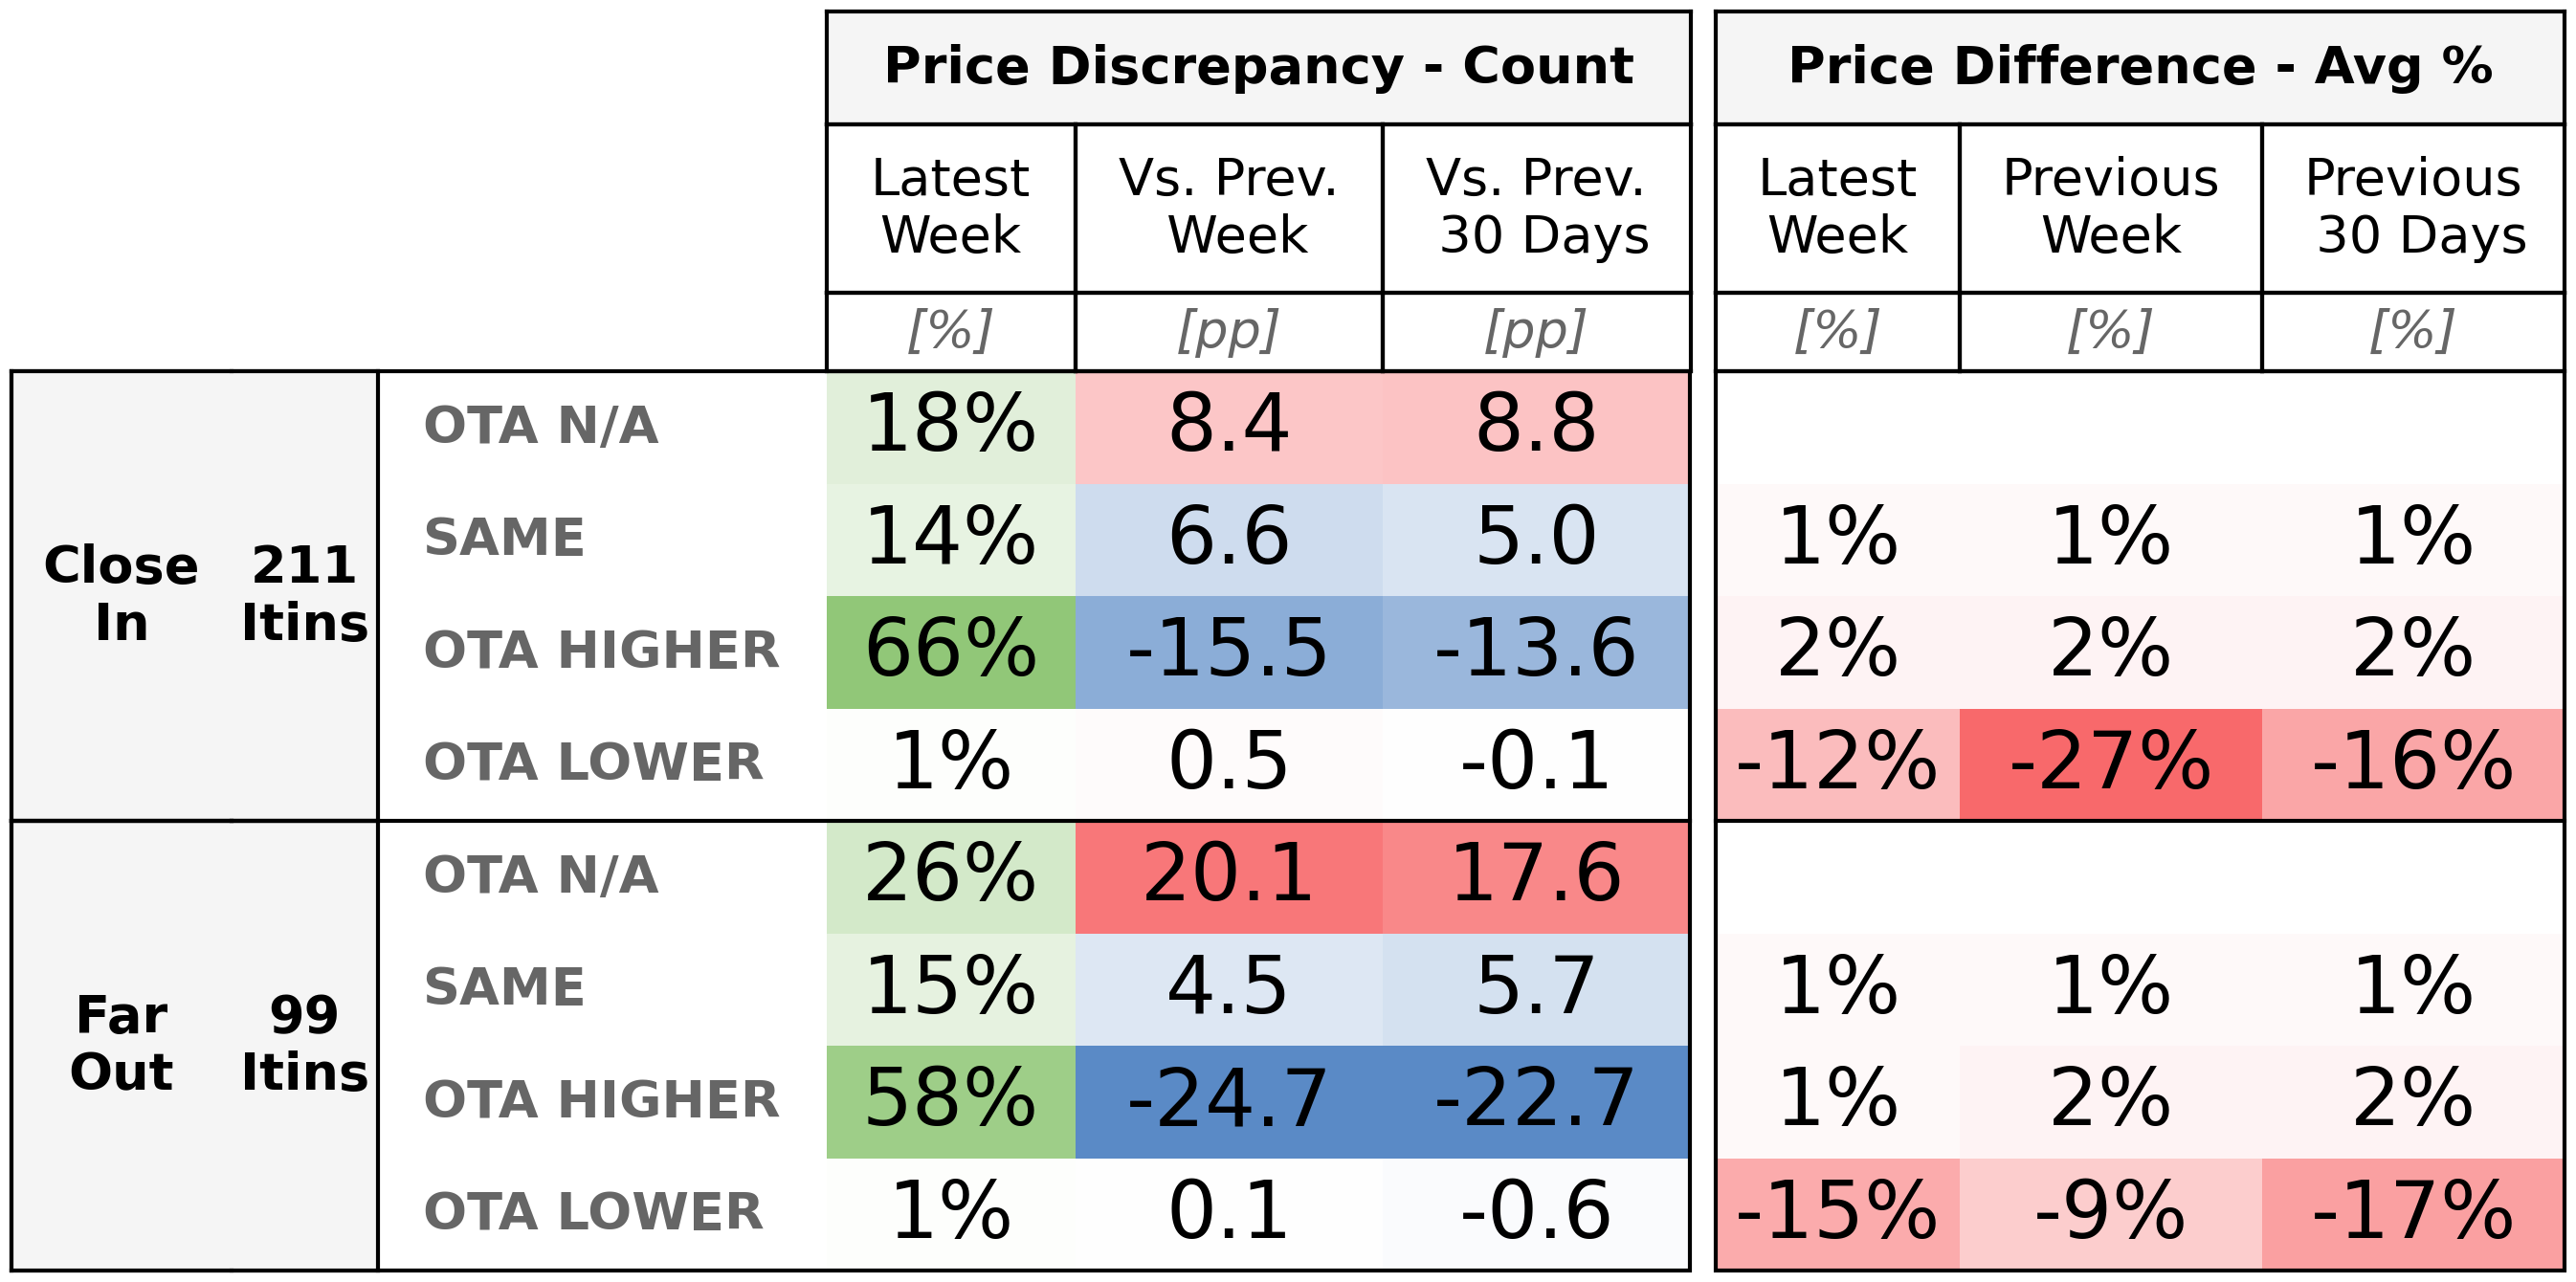 Price Discrepancy - Count Price Difference - Avg %
Latest Week Vs. Prev. Week Vs. Prev. 30 Days Latest Week Previous Week Previous 30 Days
[%] [pp] [pp] [%] [%] [%]
Close In 211 Itins
OTA N/A 18% 8.4 8.8
SAME 14% 6.6 5.0 1% 1% 1%
OTA HIGHER 66% -15.5 -13.6 2% 2% 2%
OTA LOWER 1% 0.5 -0.1 -12% -27% -16%
Far Out 99 Itins
OTA N/A 26% 20.1 17.6
SAME 15% 4.5 5.7 1% 1% 1%
OTA HIGHER 58% -24.7 -22.7 1% 2% 2%
OTA LOWER 1% 0.1 -0.6 -15% -9% -17%